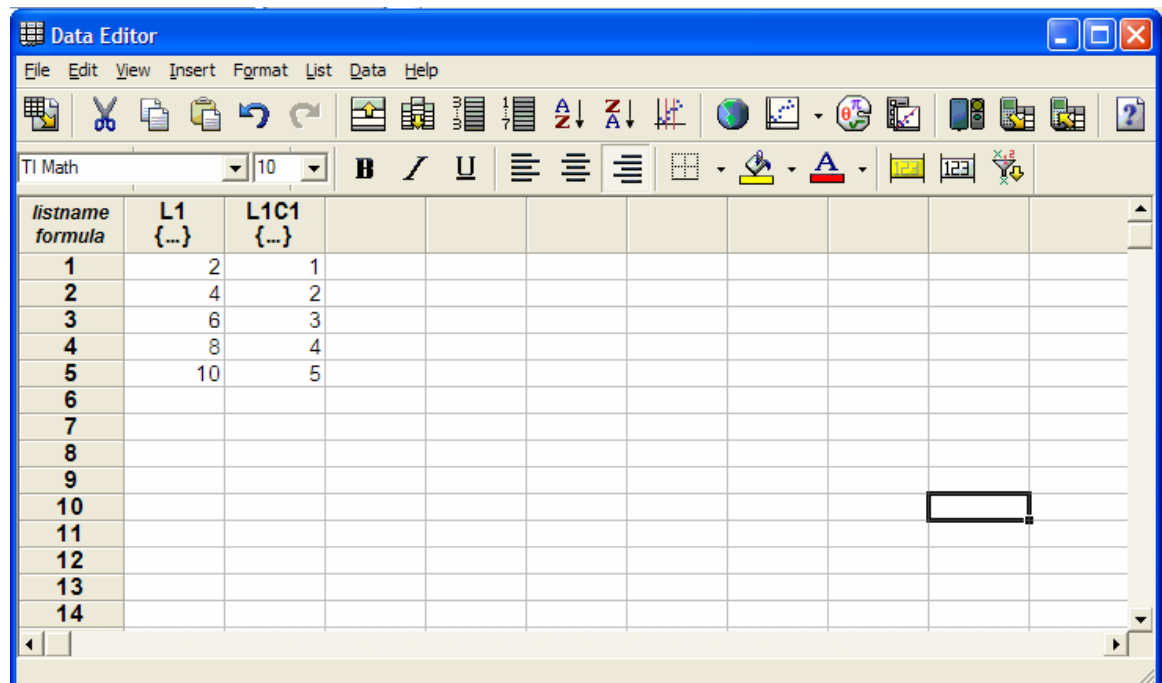 Data Editor
File Edit View Insert Format List Data Help
TI Math 10 B I U A 123 123
listname L1 L1C1
formula {...} {...}
1 2 1
2 4 2
3 6 3
4 8 4
5 10 5
6
7
8
9
10
11
12
13
14